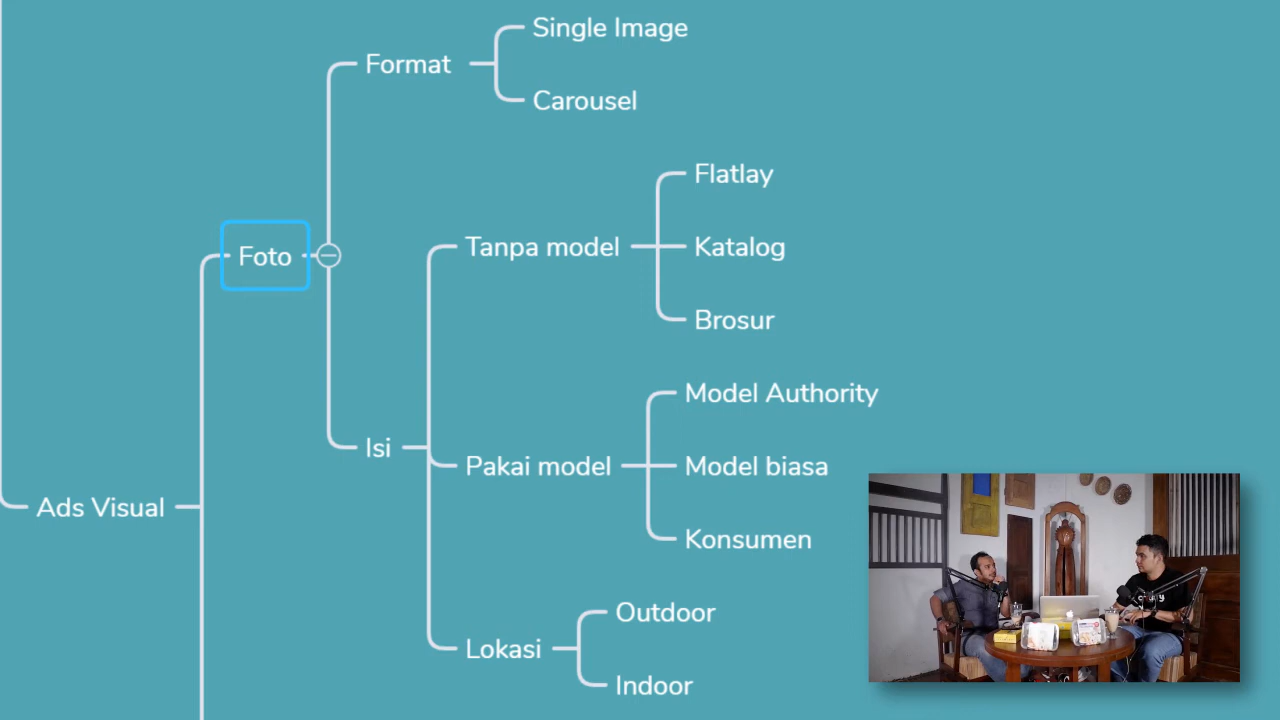 Single Image
Format
Carousel
Flatlay
Foto
Tanpa model
Katalog
Brosur
Model Authority
Isi
Pakai model
Model biasa
Ads Visual
Konsumen
Outdoor
Lokasi
Indoor